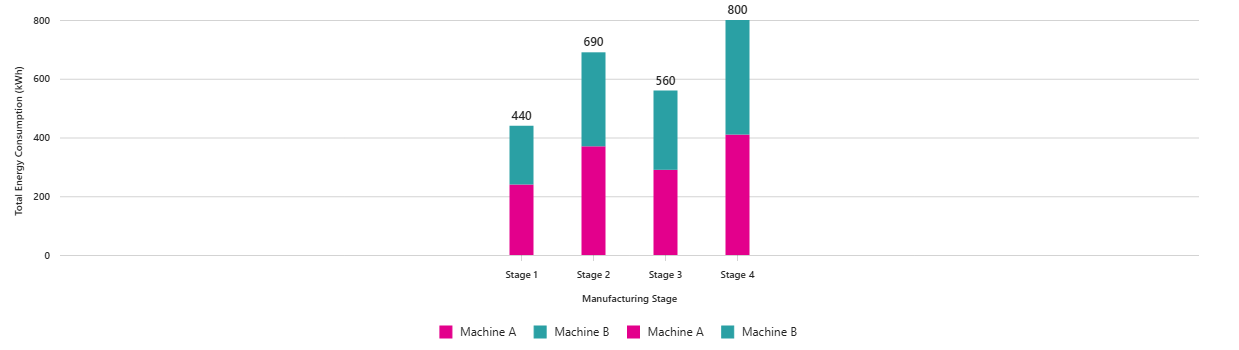 800
600
400
200
0
Total Energy Consumption (kWh)
440
690
560
800
Stage 1
Stage 2
Stage 3
Stage 4
Manufacturing Stage
Machine A
Machine B
Machine A
Machine B